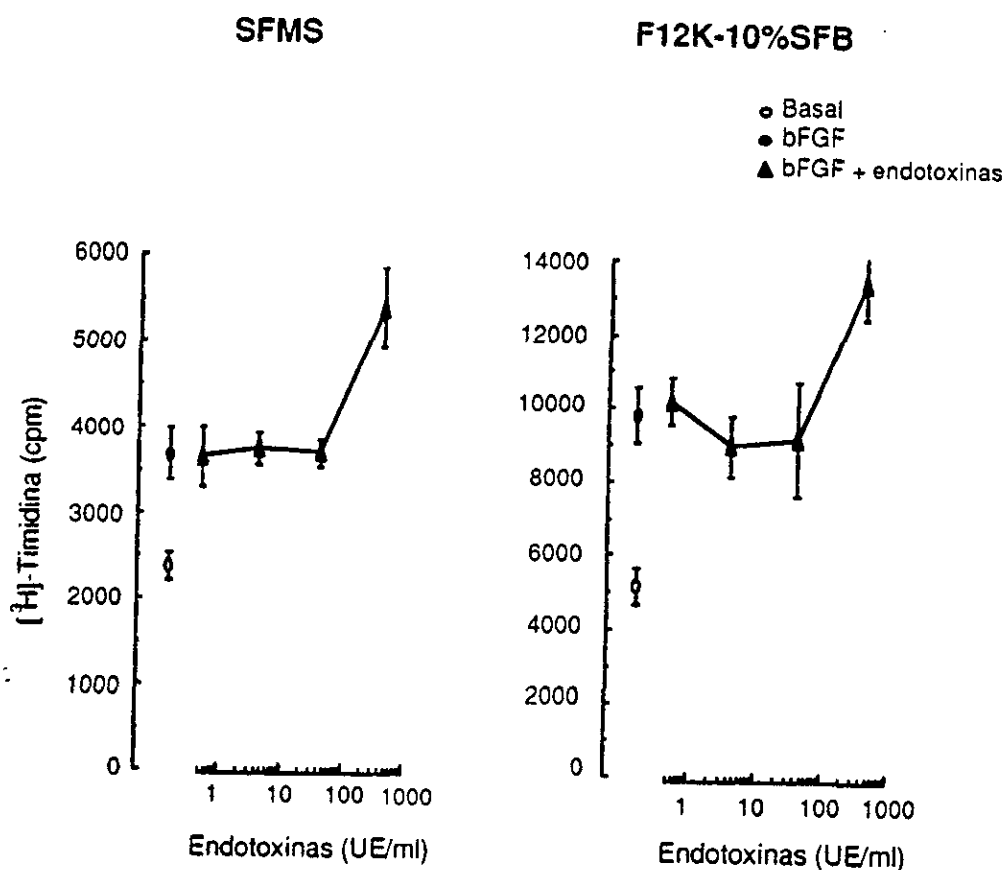 SFMS
F12K-10%SFB
Basal
bFGF
bFGF + endotoxinas
[³H]-Timidina (cpm)
6000
5000
4000
3000
2000
1000
0
1 10 100 1000
Endotoxinas (UE/ml)
14000
12000
10000
8000
6000
4000
2000
0
1 10 100 1000
Endotoxinas (UE/ml)